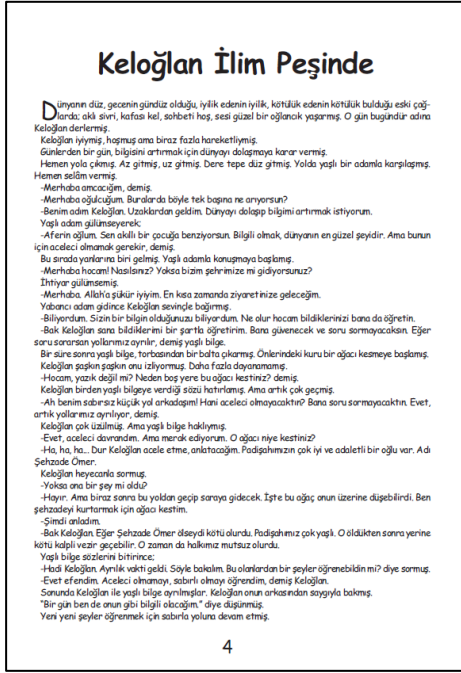 Keloğlan İlim Peşinde
Dünyanın düz, gecenin gündüz olduğu, iyilik edenin iyilik, kötülük edenin kötülük bulduğu eski çağ-
larda; aklı sivri, kafası kel, sohbeti hoş, sesi güzel bir oğlancık yaşarmış. O gün bugündür adına
Keloğlan derlermiş.
Keloğlan iyiymiş, hoşmuş ama biraz fazla hareketliymiş.
Günlerden bir gün, bilgisini artırmak için dünyayı dolaşmaya karar vermiş.
Hemen yola çıkmış. Az gitmiş, uz gitmiş. Dere tepe düz gitmiş. Yolda yaşlı bir adamla karşılaşmış.
Hemen selâm vermiş.
-Merhaba amcacığım, demiş.
-Merhaba oğulcuğum. Buralarda böyle tek başına ne arıyorsun?
-Benim adım Keloğlan. Uzaklardan geldim. Dünyayı dolaşıp bilgimi artırmak istiyorum.
Yaşlı adam gülümseyerek;
-Aferin oğlum. Sen akıllı bir çocuğa benziyorsun. Bilgili olmak, dünyanın en güzel şeyidir. Ama bunun
için aceleci olmamak gerekir, demiş.
Bu sırada yanlarına biri gelmiş. Yaşlı adamla konuşmaya başlamış.
-Merhaba hocam! Nasılsınız? Yoksa bizim şehrimize mi gidiyorsunuz?
İhtiyar gülümsemiş.
-Merhaba. Allah'a şükür iyiyim. En kısa zamanda ziyaretinize geleceğim.
Yabancı adam gidince Keloğlan sevinçle bağırmış.
-Biliyordum. Sizin bir bilgin olduğunuzu biliyordum. Ne olur hocam bildiklerinizi bana da öğretin.
-Bak Keloğlan sana bildiklerimi bir şartla öğretirim. Bana güvenecek ve soru sormayacaksın. Eğer
soru sorarsan yollarımız ayrılır, demiş yaşlı bilge.
Bir süre sonra yaşlı bilge, torbasından bir balta çıkarmış. Önlerindeki kuru bir ağacı kesmeye başlamış.
Keloğlan şaşkın şaşkın onu izliyormuş. Daha fazla dayanamamış.
-Hocam, yazık değil mi? Neden boş yere bu ağacı kestiniz? demiş.
Keloğlan birden yaşlı bilgeye verdiği sözü hatırlamış. Ama artık çok geçmiş.
-Ah benim sabırsız küçük yol arkadaşım! Hani aceleci olmayacaktın? Bana soru sormayacaktın. Evet,
artık yollarımız ayrılıyor, demiş.
Keloğlan çok üzülmüş. Ama yaşlı bilge haklıymış.
-Evet, aceleci davrandım. Ama merak ediyorum. O ağacı niye kestiniz?
-Ha, ha, ha... Dur Keloğlan acele etme, anlatacağım. Padişahımızın çok iyi ve adaletli bir oğlu var. Adı
Şehzade Ömer.
Keloğlan heyecanla sormuş.
-Yoksa ona bir şey mi oldu?
-Hayır. Ama biraz sonra bu yoldan geçip saraya gidecek. İşte bu ağaç onun üzerine düşebilirdi. Ben
şehzadeyi kurtarmak için ağacı kestim.
-Şimdi anladım.
-Bak Keloğlan. Eğer Şehzade Ömer ölseydi kötü olurdu. Padişahımız çok yaşlı. O öldükten sonra yerine
kötü kalpli vezir geçebilir. O zaman da halkımız mutsuz olurdu.
Yaşlı bilge sözlerini bitirince;
-Hadi Keloğlan. Ayrılık vakti geldi. Söyle bakalım. Bu olanlardan bir şeyler öğrenebildin mi? diye sormuş.
-Evet efendim. Aceleci olmamayı, sabırlı olmayı öğrendim, demiş Keloğlan.
Sonunda Keloğlan ile yaşlı bilge ayrılmışlar. Keloğlan onun arkasından saygıyla bakmış.
"Bir gün ben de onun gibi bilgili olacağım." diye düşünmüş.
Yeni yeni şeyler öğrenmek için sabırla yoluna devam etmiş.
4